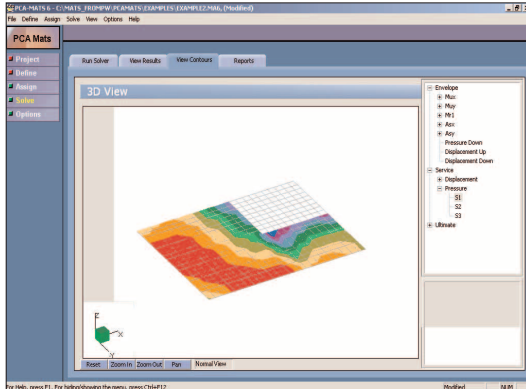 PCA-MATS 6 - C:\MATS_FROMPW\PCAMATS\EXAMPLES\EXAMPLE2.MA6, (Modified)
File Define Assign Solve View Options Help
PCA Mats
Project
Define
Assign
Solve
Options
Run Solver View Results View Contours Reports
3D View
Envelope
Mux
Muy
Mr1
Asx
Asy
Pressure Down
Displacement Up
Displacement Down
Service
Displacement
Pressure
S1
S2
S3
Ultimate
Z
X
Y
Reset Zoom In Zoom Out Pan Normal View
For Help, press F1. For hiding/showing the menu, press Ctrl+F12 Modified NUM